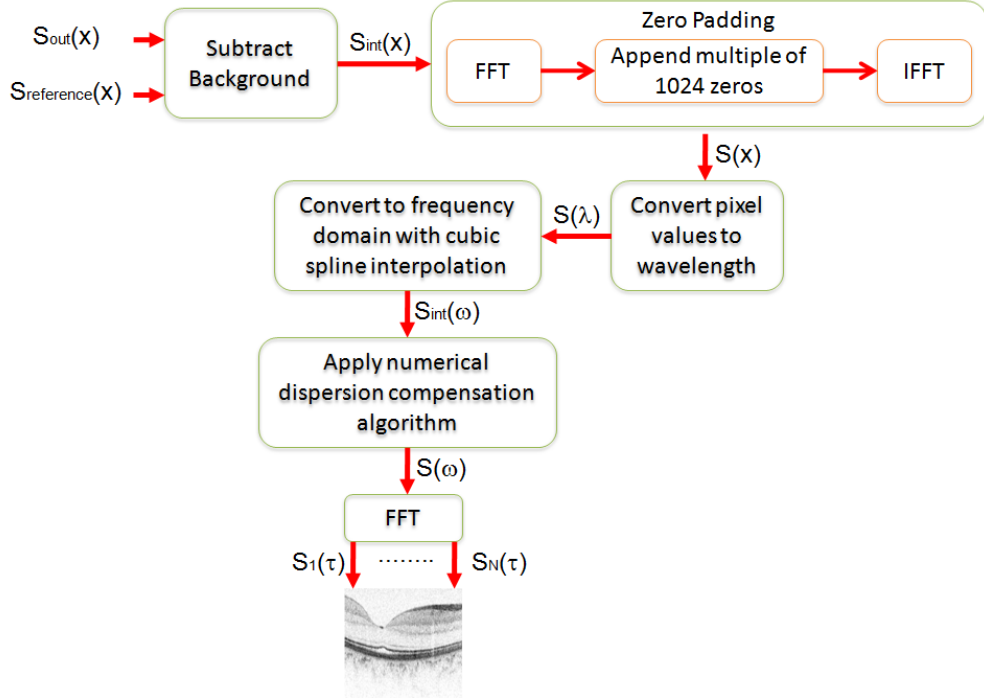 Sout(x)
Sreference(x)
Subtract
Background
Sint(x)
Zero Padding
FFT
Append multiple of
1024 zeros
IFFT
S(x)
Convert pixel
values to
wavelength
S(λ)
Convert to frequency
domain with cubic
spline interpolation
Sint(ω)
Apply numerical
dispersion compensation
algorithm
S(ω)
FFT
S1(τ) ........ SN(τ)